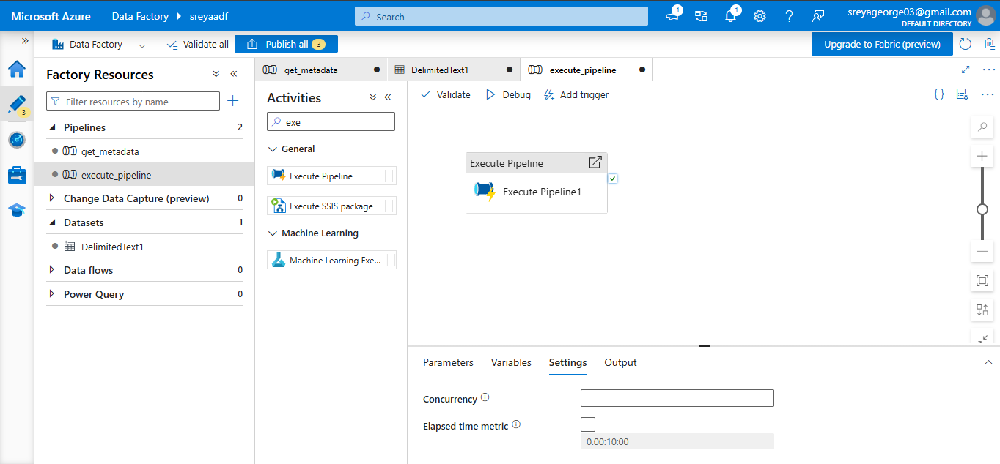 Microsoft Azure
Data Factory
sreyaadf
Search
1
1
sreyageorge03@gmail.com
DEFAULT DIRECTORY
Data Factory
Validate all
Publish all
3
Upgrade to Fabric (preview)
3
Factory Resources
Filter resources by name
Pipelines
2
get_metadata
execute_pipeline
Change Data Capture (preview)
0
Datasets
1
DelimitedText1
Data flows
0
Power Query
0
get_metadata
DelimitedText1
execute_pipeline
Activities
exe
General
Execute Pipeline
Execute SSIS package
Machine Learning
Machine Learning Exe...
Validate
Debug
Add trigger
{}
Execute Pipeline
Execute Pipeline1
Parameters
Variables
Settings
Output
Concurrency
Elapsed time metric
0.00:10:00